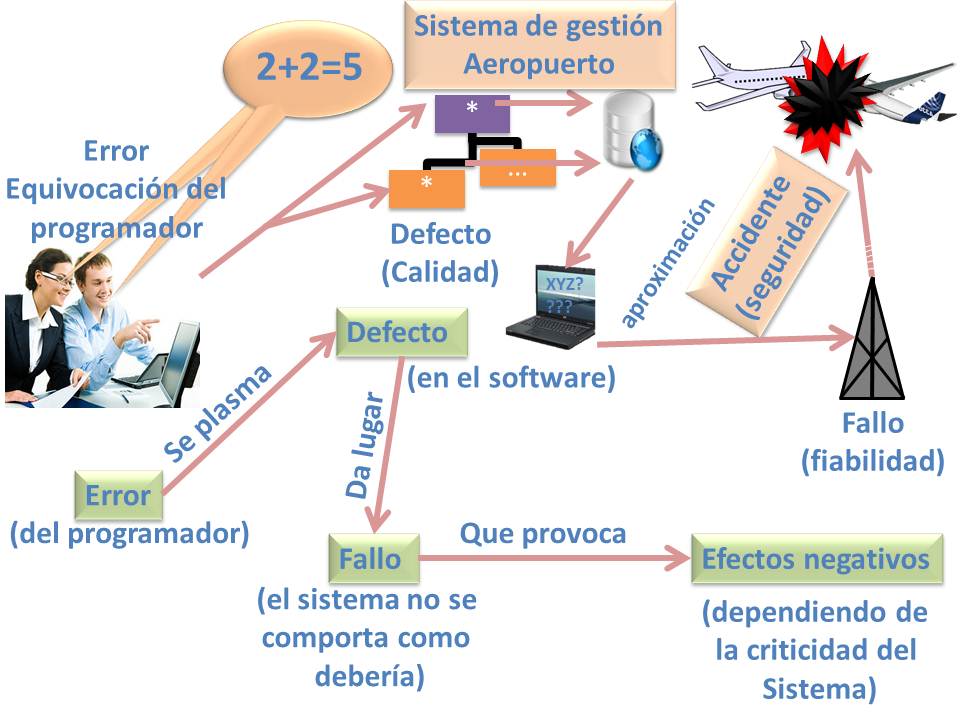 2+2=5
Sistema de gestión
Aeropuerto
Error
Equivocación del
programador
*
*
...
Defecto
(Calidad)
XYZ?
???
aproximación
Accidente
(seguridad)
Defecto
(en el software)
Fallo
(fiabilidad)
Se plasma
Da lugar
Error
(del programador)
Fallo
Que provoca
Efectos negativos
(el sistema no se
comporta como
debería)
(dependiendo de
la criticidad del
Sistema)